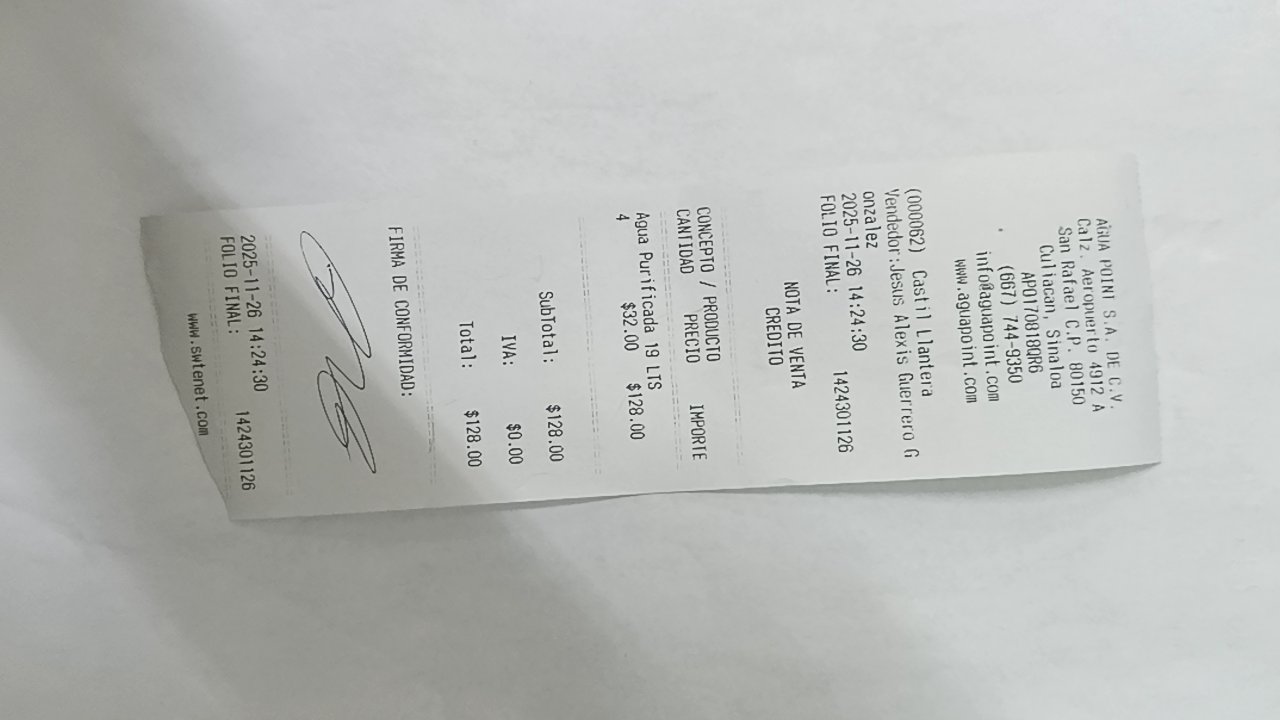 AGUA POINT S.A. DE C.V.
Calz. Aeropuerto 4912 A
San Rafael C.P. 80150
Culiacan, Sinaloa
APO170818QR6
(667) 744-9350
info@aguapoint.com
www.aguapoint.com
(000062) Castil Llantera
Vendedor:Jesus Alexis Guerrero G
onzalez
2025-11-26 14:24:30
FOLIO FINAL: 1424301126
NOTA DE VENTA
CREDITO
CONCEPTO / PRODUCTO
CANTIDAD PRECIO IMPORTE
Agua Purificada 19 LTS
4 $32.00 $128.00
SubTotal: $128.00
IVA: $0.00
Total: $128.00
FIRMA DE CONFORMIDAD:
2025-11-26 14:24:30
FOLIO FINAL: 1424301126
www.swtenet.com